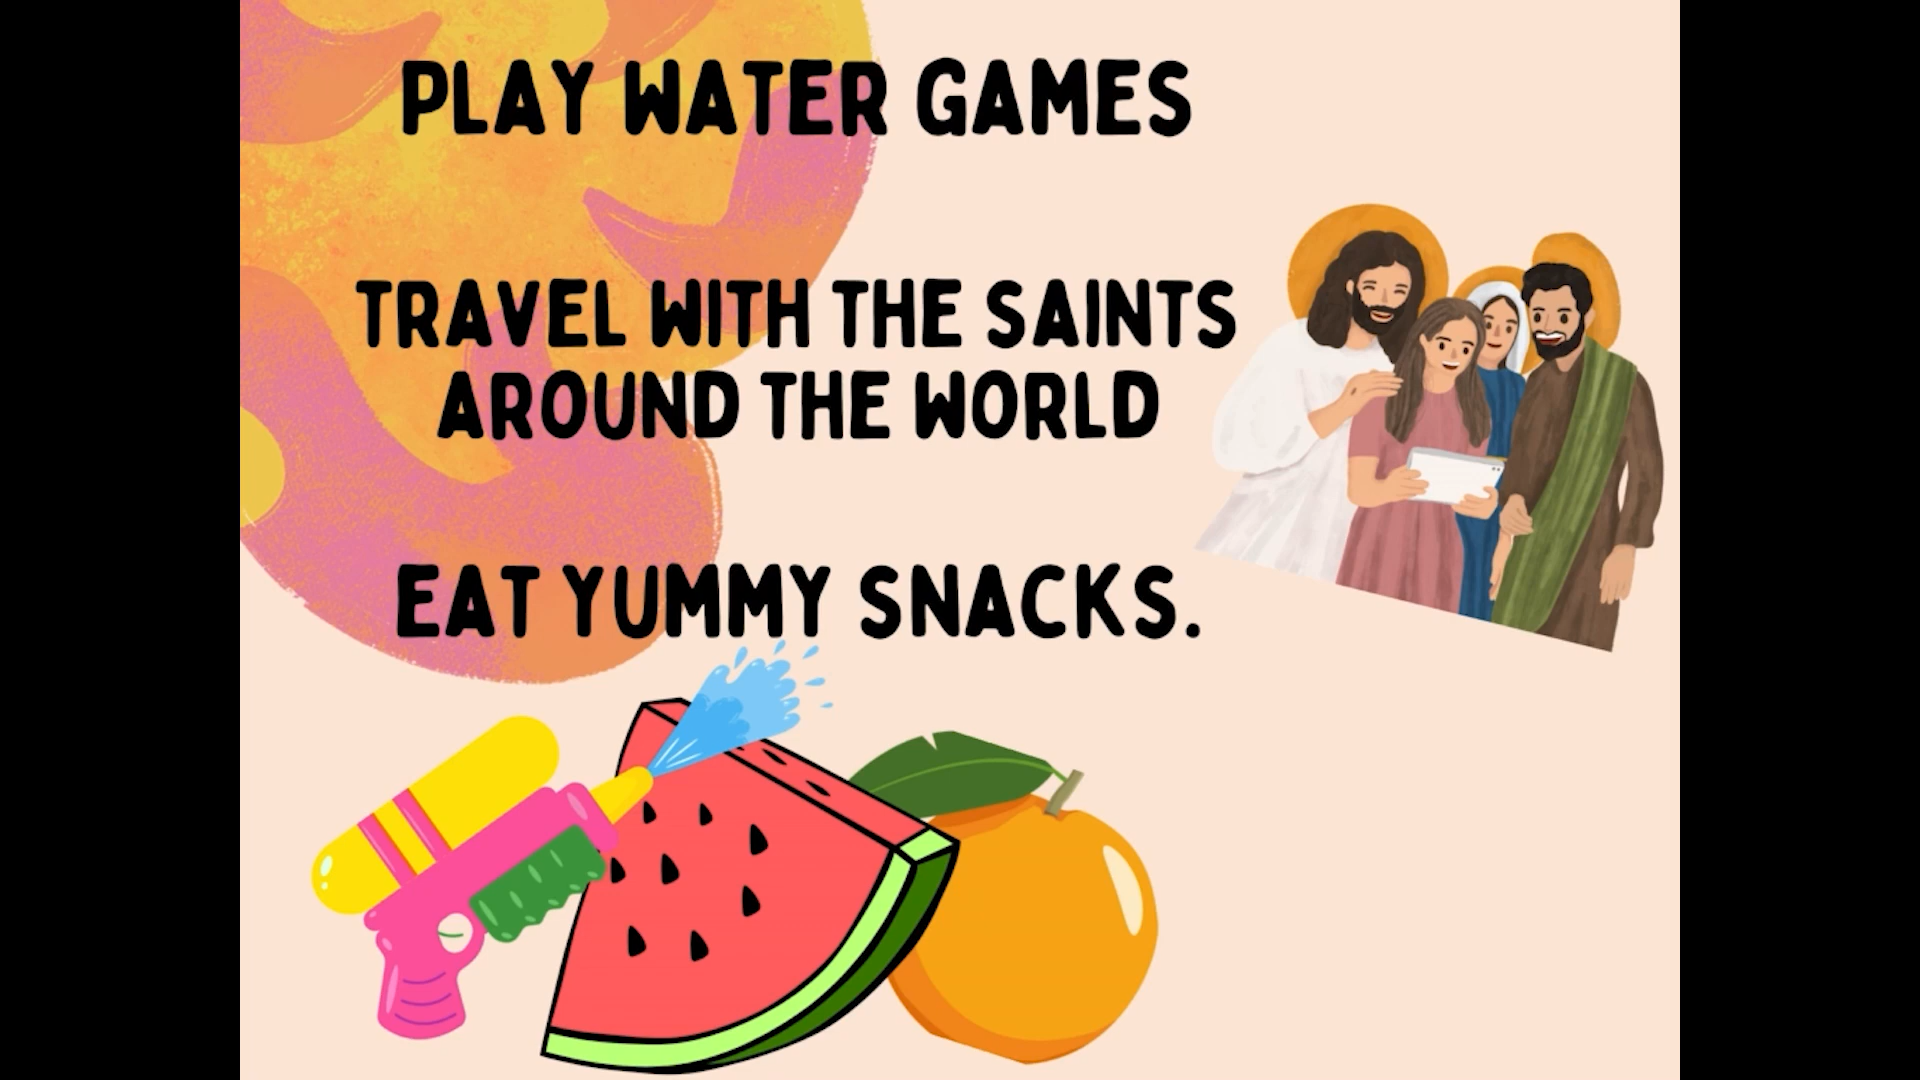 PLAY WATER GAMES
TRAVEL WITH THE SAINTS
AROUND THE WORLD
EAT YUMMY SNACKS.